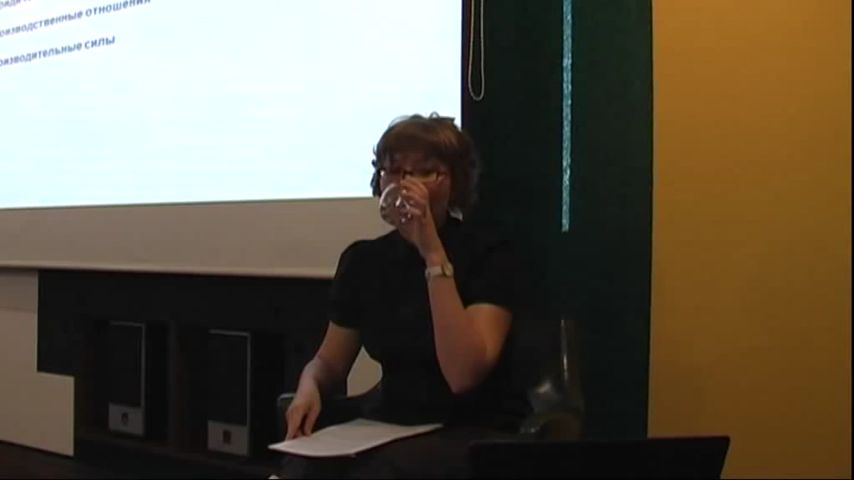 оизводственные отношения
оизводительные силы